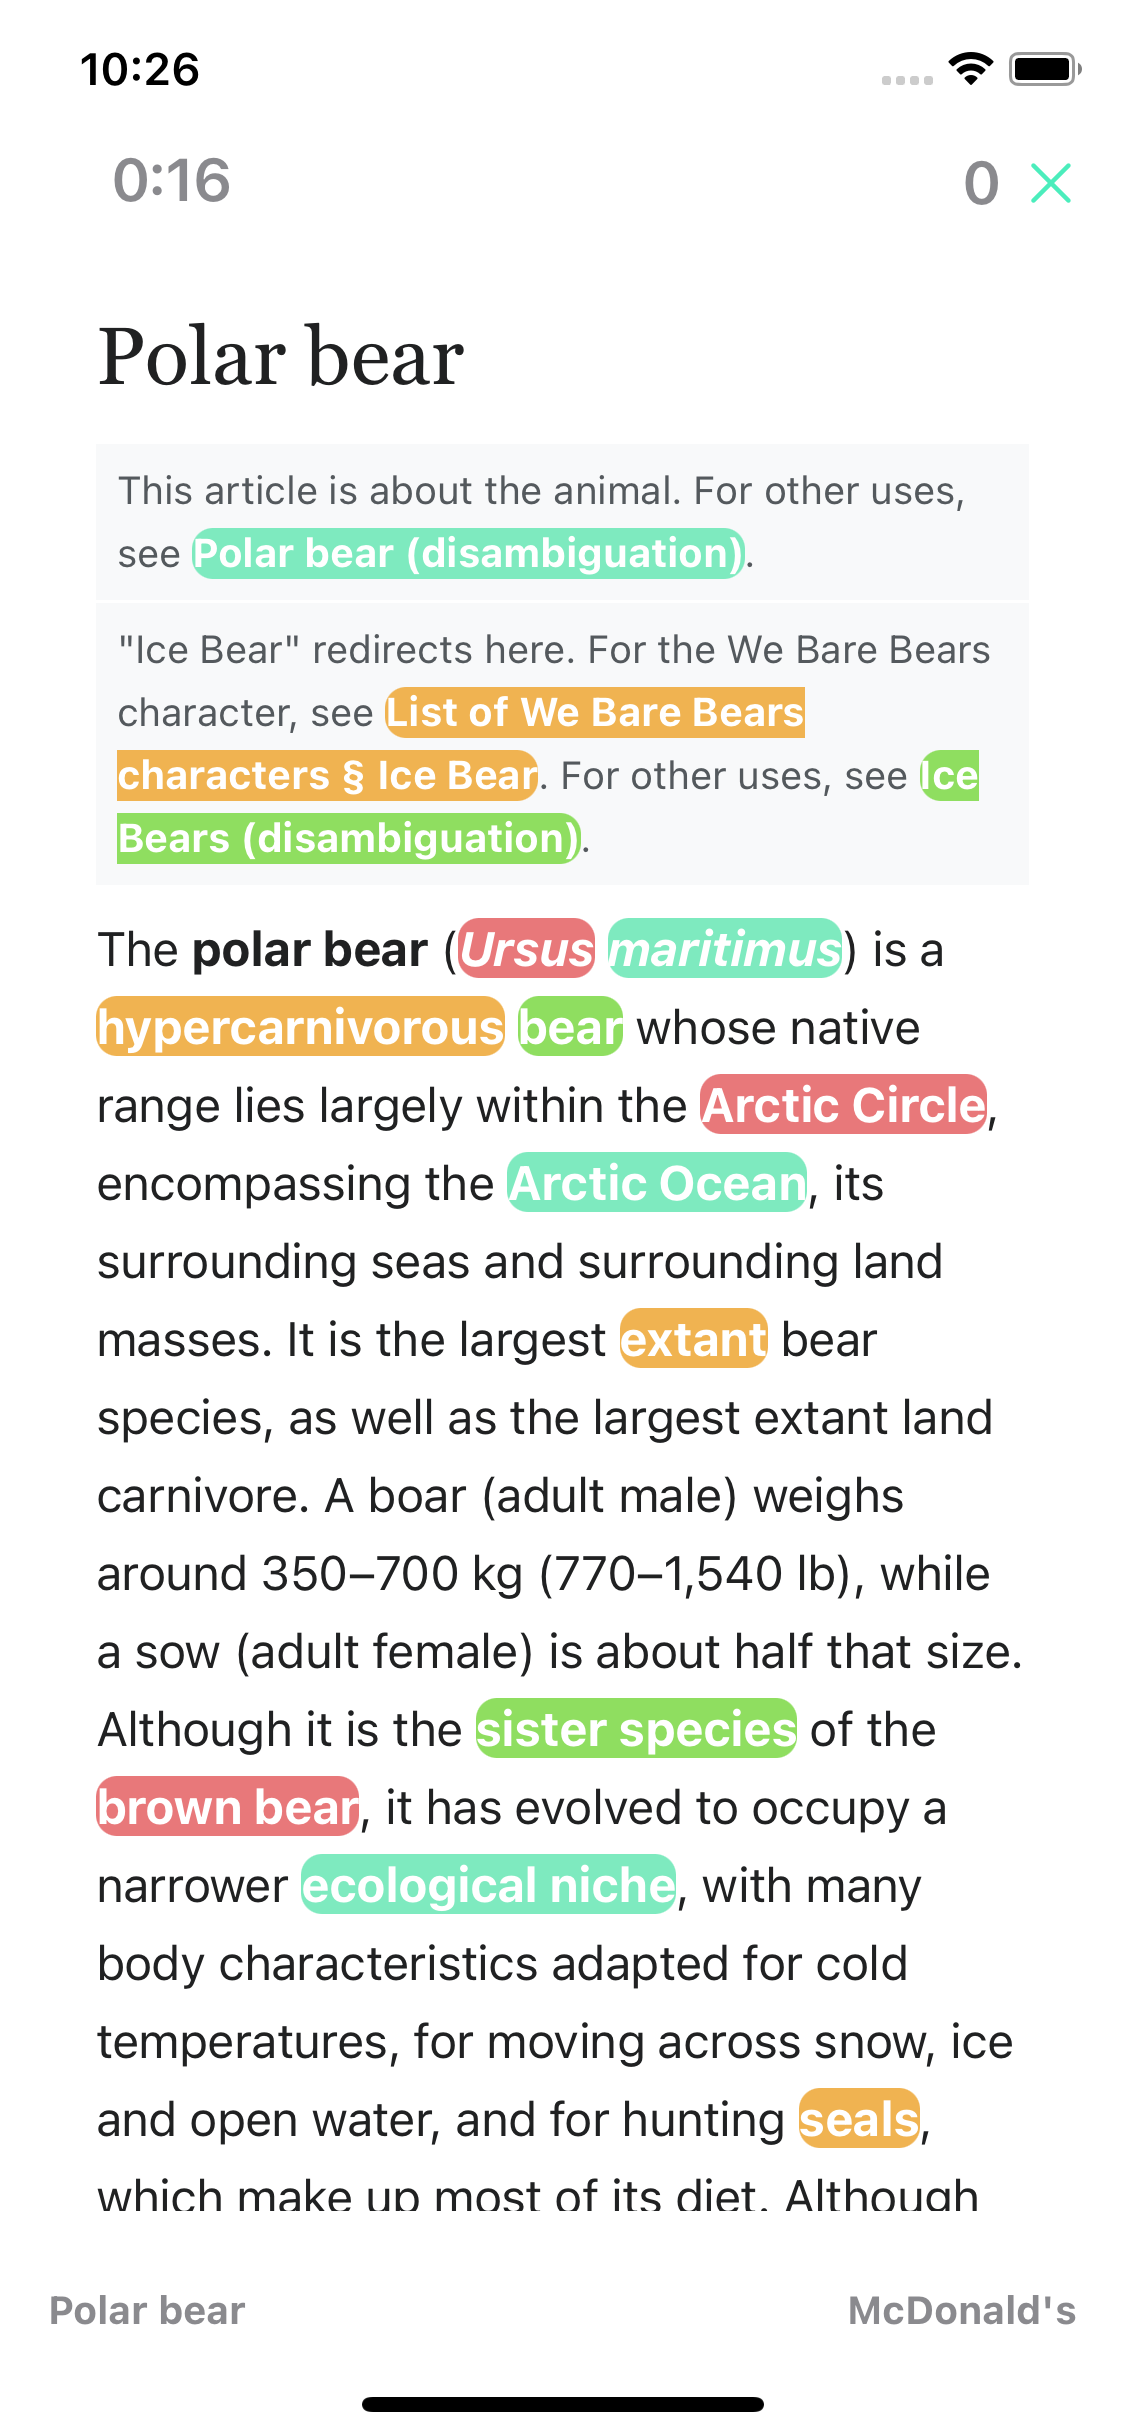 10:26
0:16
0
Polar bear
This article is about the animal. For other uses,
see Polar bear (disambiguation).
"Ice Bear" redirects here. For the We Bare Bears
character, see List of We Bare Bears
characters § Ice Bear. For other uses, see Ice
Bears (disambiguation).
The polar bear (Ursus maritimus) is a
hypercarnivorous bear whose native
range lies largely within the Arctic Circle,
encompassing the Arctic Ocean, its
surrounding seas and surrounding land
masses. It is the largest extant bear
species, as well as the largest extant land
carnivore. A boar (adult male) weighs
around 350–700 kg (770–1,540 lb), while
a sow (adult female) is about half that size.
Although it is the sister species of the
brown bear, it has evolved to occupy a
narrower ecological niche, with many
body characteristics adapted for cold
temperatures, for moving across snow, ice
and open water, and for hunting seals,
which make up most of its diet. Although
Polar bear
McDonald's